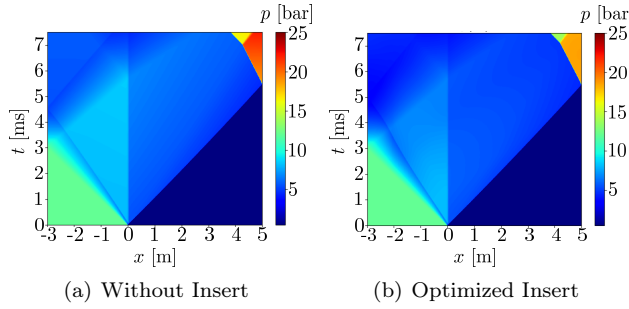 p [bar] p [bar]
7 25 7 25
6 20 6 20
5 5
4 15 4 15
3 10 3 10
2 2
1 5 1 5
0 0
-3 -2 -1 0 1 2 3 4 5 -3 -2 -1 0 1 2 3 4 5
t [ms] t [ms]
x [m] x [m]
(a) Without Insert (b) Optimized Insert